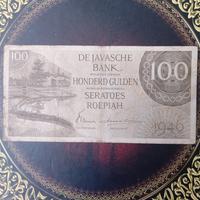 100
DE JAVASCHE
BANK
HONDERD GULDEN
SERATOES
ROEPIAH
100
1946